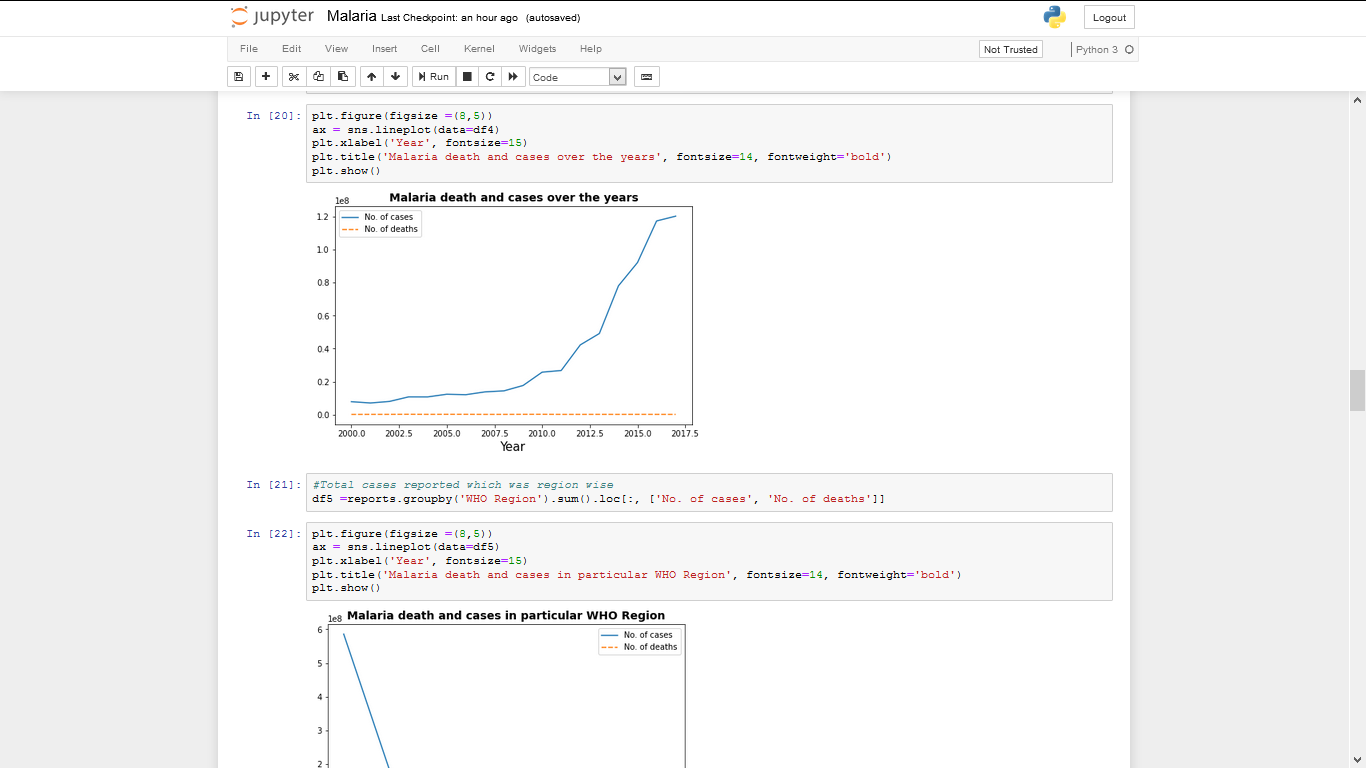 jupyter Malaria Last Checkpoint: an hour ago (autosaved)
Logout
File Edit View Insert Cell Kernel Widgets Help
Not Trusted
Python 3
Run
Code
In [20]:
plt.figure(figsize =(8,5))
ax = sns.lineplot(data=df4)
plt.xlabel('Year', fontsize=15)
plt.title('Malaria death and cases over the years', fontsize=14, fontweight='bold')
plt.show()
Malaria death and cases over the years
1e8
No. of cases
No. of deaths
1.2
1.0
0.8
0.6
0.4
0.2
0.0
2000.0 2002.5 2005.0 2007.5 2010.0 2012.5 2015.0 2017.5
Year
In [21]:
#Total cases reported which was region wise
df5 =reports.groupby('WHO Region').sum().loc[:, ['No. of cases', 'No. of deaths']]
In [22]:
plt.figure(figsize =(8,5))
ax = sns.lineplot(data=df5)
plt.xlabel('Year', fontsize=15)
plt.title('Malaria death and cases in particular WHO Region', fontsize=14, fontweight='bold')
plt.show()
Malaria death and cases in particular WHO Region
1e8
No. of cases
No. of deaths
6
5
4
3
2